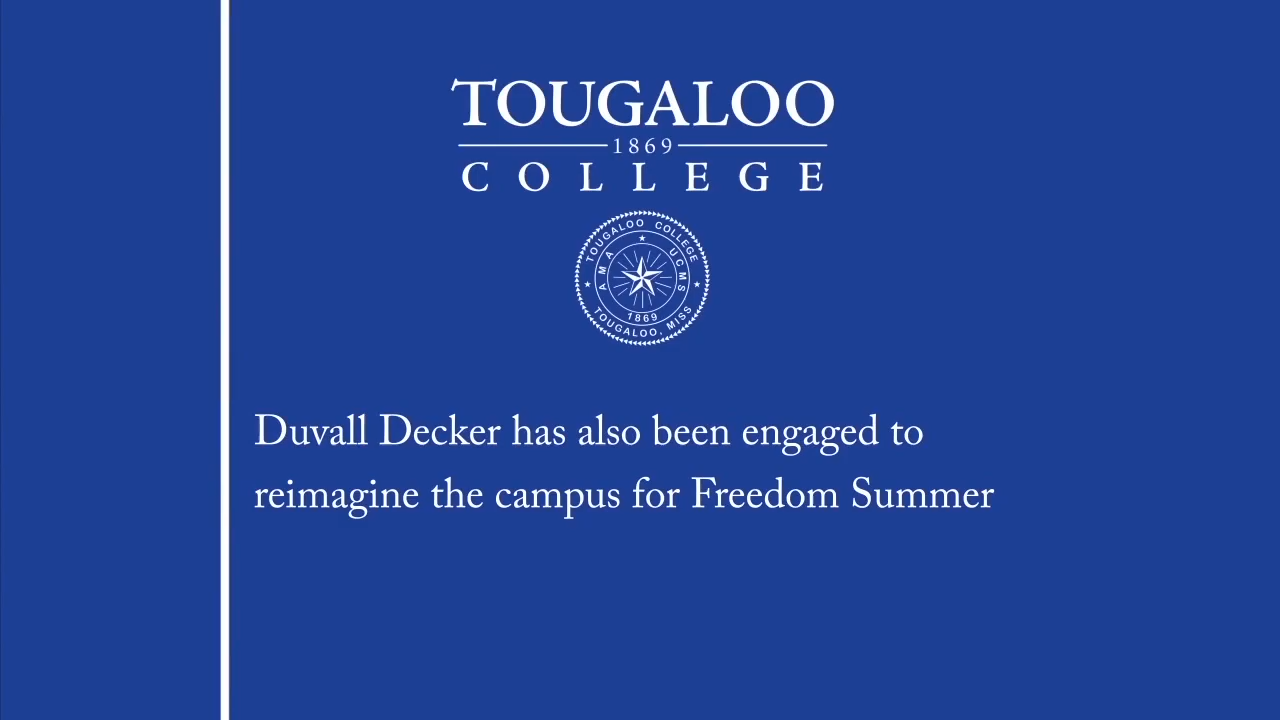 TOUGALOO
1869
COLLEGE
TOUGALOO COLLEGE
AMA UCMS
1869
TOUGALOO, MISS
Duvall Decker has also been engaged to
reimagine the campus for Freedom Summer